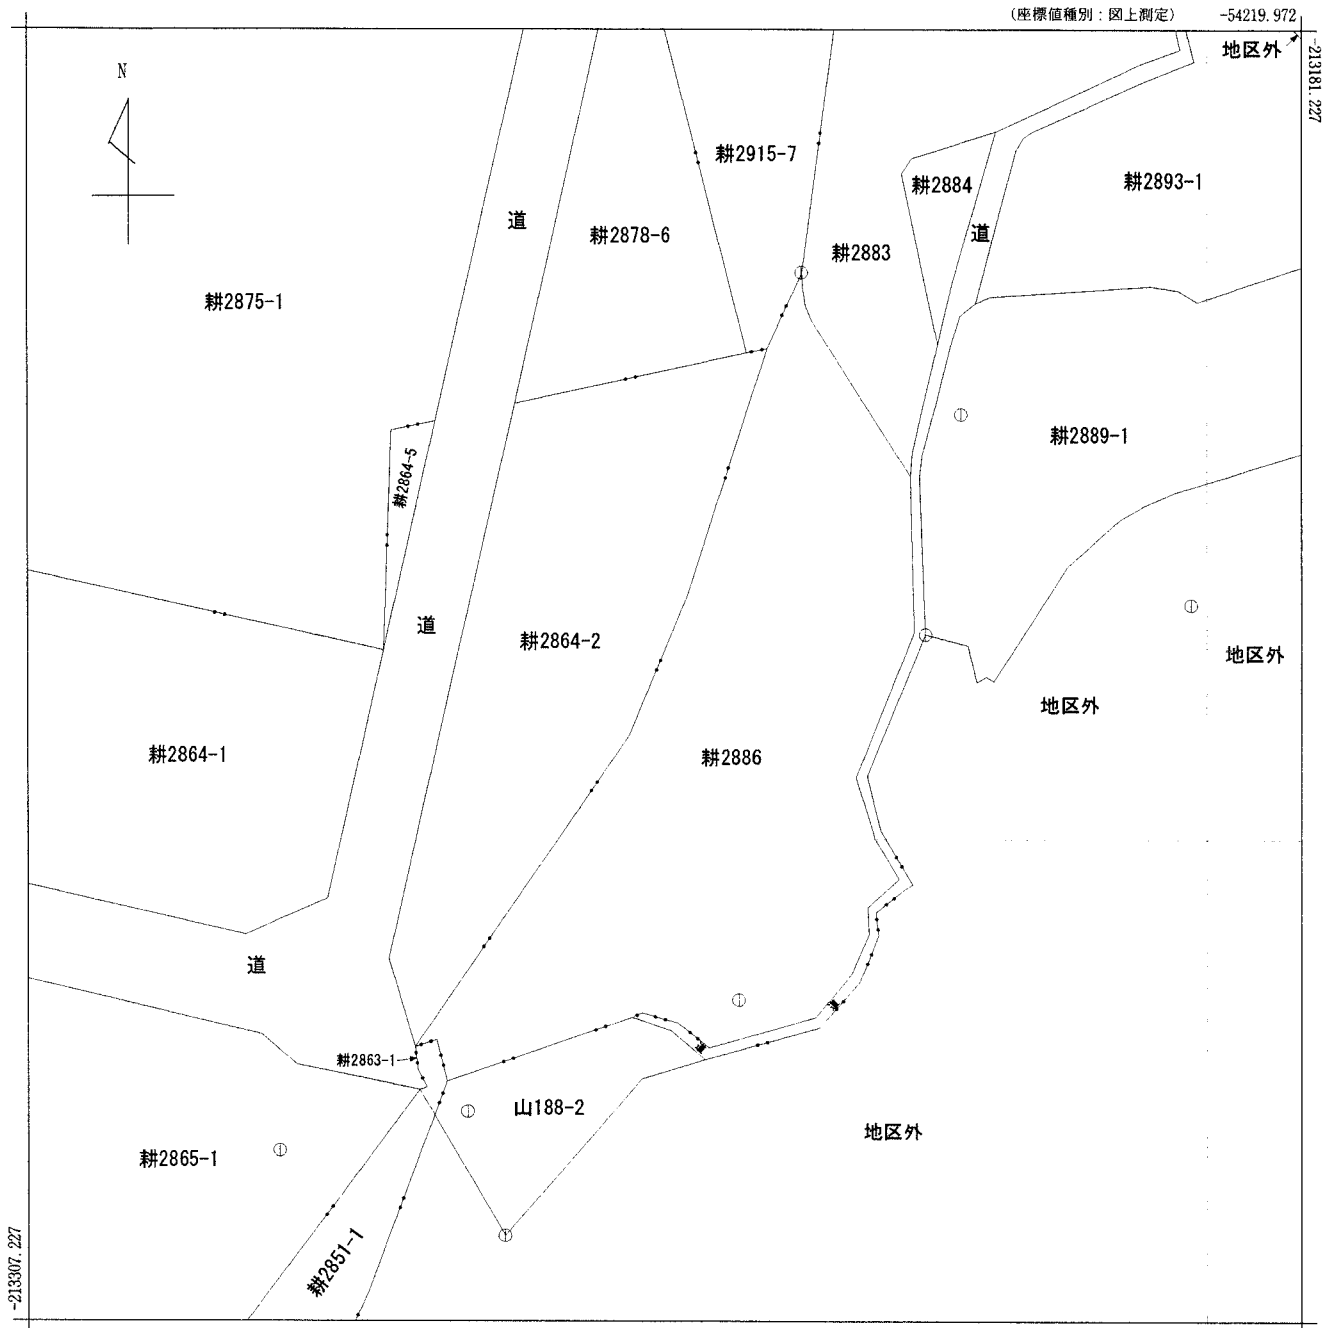 (座標値種別：図上測定)　-54219.972
地区外
-213181.227
N
耕2915-7
耕2884
耕2893-1
道
耕2878-6
道
耕2883
耕2875-1
耕2889-1
耕2864-5
道
耕2864-2
地区外
地区外
耕2864-1
耕2886
道
耕2863-1
山188-2
地区外
耕2865-1
耕2851-1
-213307.227